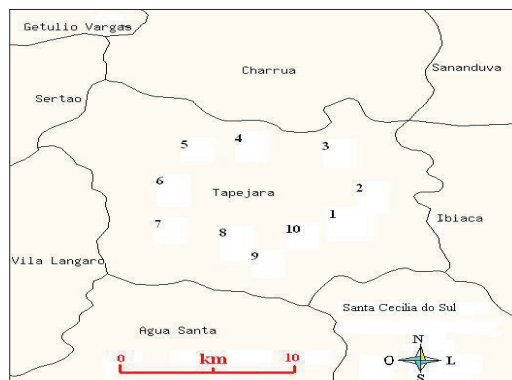 Getulio Vargas
Charrua
Sananduva
Sertao
5
4
3
6
Tapejara
2
1
7
8
10
Ibiaca
9
Vila Langaro
Santa Cecilia do Sul
Agua Santa
N
O
L
S
0
km
10